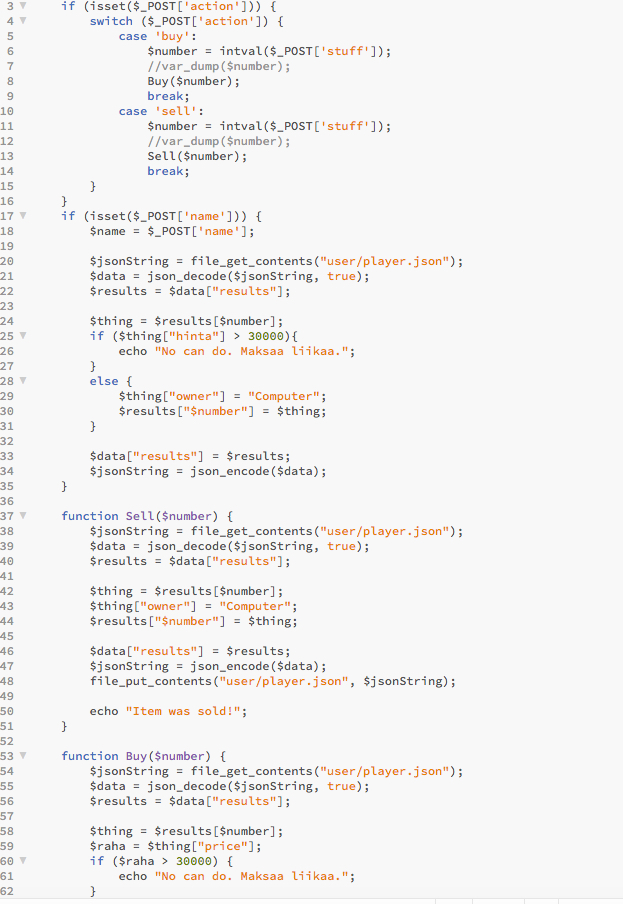 3 if (isset($_POST['action'])) {
4 switch ($_POST['action']) {
5 case 'buy':
6 $number = intval($_POST['stuff']);
7 //var_dump($number);
8 Buy($number);
9 break;
10 case 'sell':
11 $number = intval($_POST['stuff']);
12 //var_dump($number);
13 Sell($number);
14 break;
15 }
16 }
17 if (isset($_POST['name'])) {
18 $name = $_POST['name'];
19
20 $jsonString = file_get_contents("user/player.json");
21 $data = json_decode($jsonString, true);
22 $results = $data["results"];
23
24 $thing = $results[$number];
25 if ($thing["hinta"] > 30000){
26 echo "No can do. Maksaa liikaa.";
27 }
28 else {
29 $thing["owner"] = "Computer";
30 $results["$number"] = $thing;
31 }
32
33 $data["results"] = $results;
34 $jsonString = json_encode($data);
35 }
36
37 function Sell($number) {
38 $jsonString = file_get_contents("user/player.json");
39 $data = json_decode($jsonString, true);
40 $results = $data["results"];
41
42 $thing = $results[$number];
43 $thing["owner"] = "Computer";
44 $results["$number"] = $thing;
45
46 $data["results"] = $results;
47 $jsonString = json_encode($data);
48 file_put_contents("user/player.json", $jsonString);
49
50 echo "Item was sold!";
51 }
52
53 function Buy($number) {
54 $jsonString = file_get_contents("user/player.json");
55 $data = json_decode($jsonString, true);
56 $results = $data["results"];
57
58 $thing = $results[$number];
59 $raha = $thing["price"];
60 if ($raha > 30000) {
61 echo "No can do. Maksaa liikaa.";
62 }